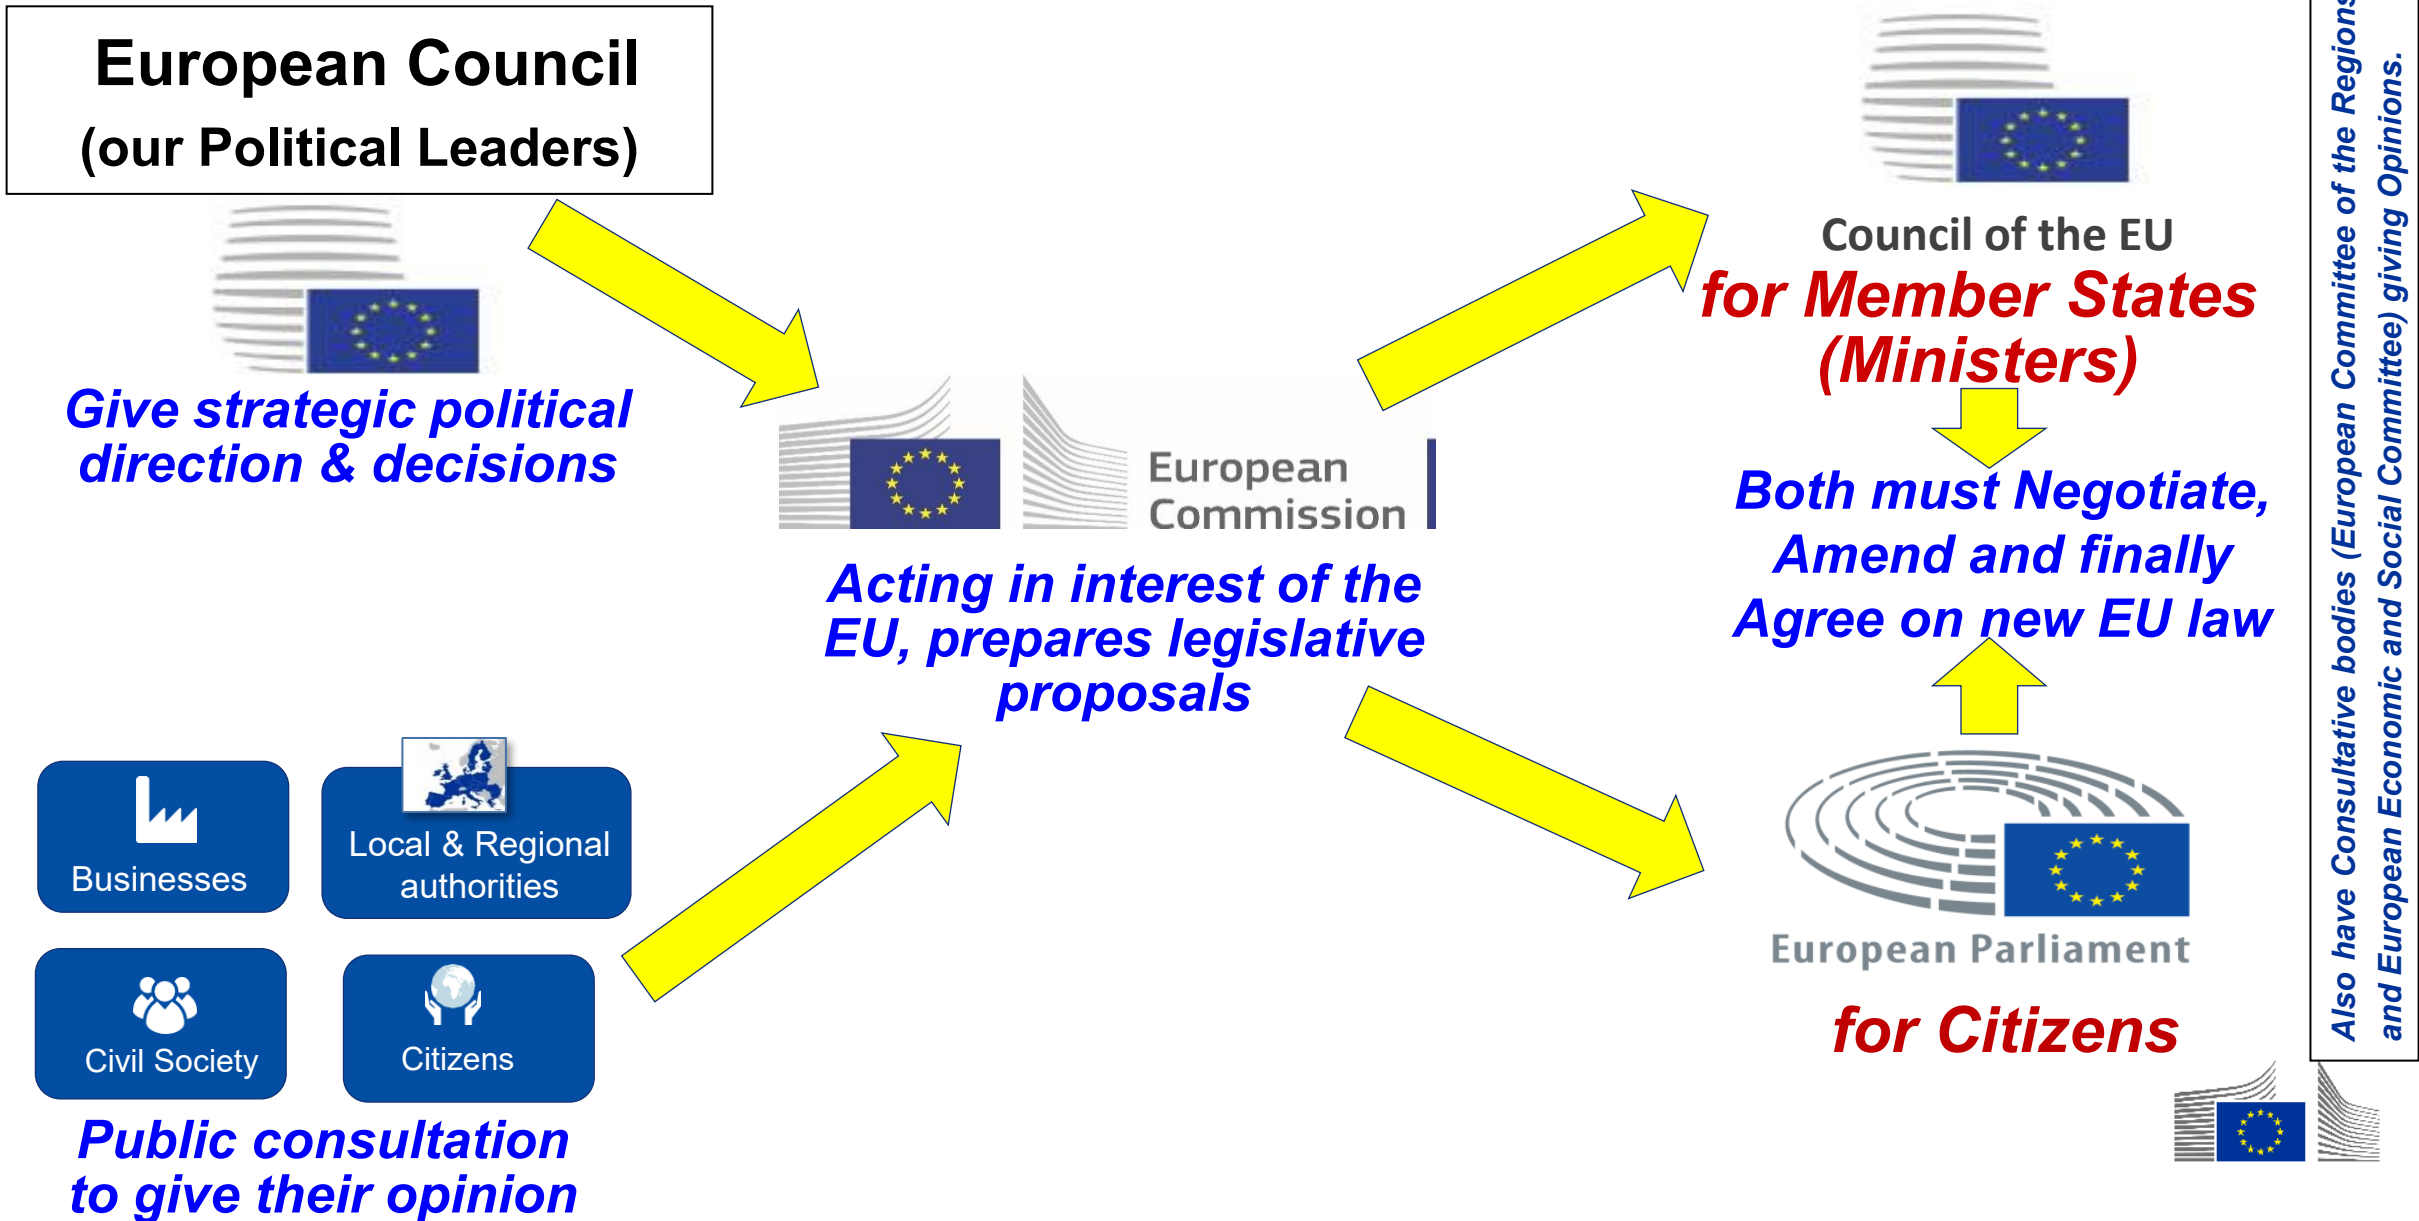 European Council
(our Political Leaders)
Give strategic political
direction & decisions
Businesses
Local & Regional
authorities
Civil Society
Citizens
Public consultation
to give their opinion
European
Commission
Acting in interest of the
EU, prepares legislative
proposals
Council of the EU
for Member States
(Ministers)
Both must Negotiate,
Amend and finally
Agree on new EU law
European Parliament
for Citizens
Also have Consultative bodies (European Committee of the Regions
and European Economic and Social Committee) giving Opinions.